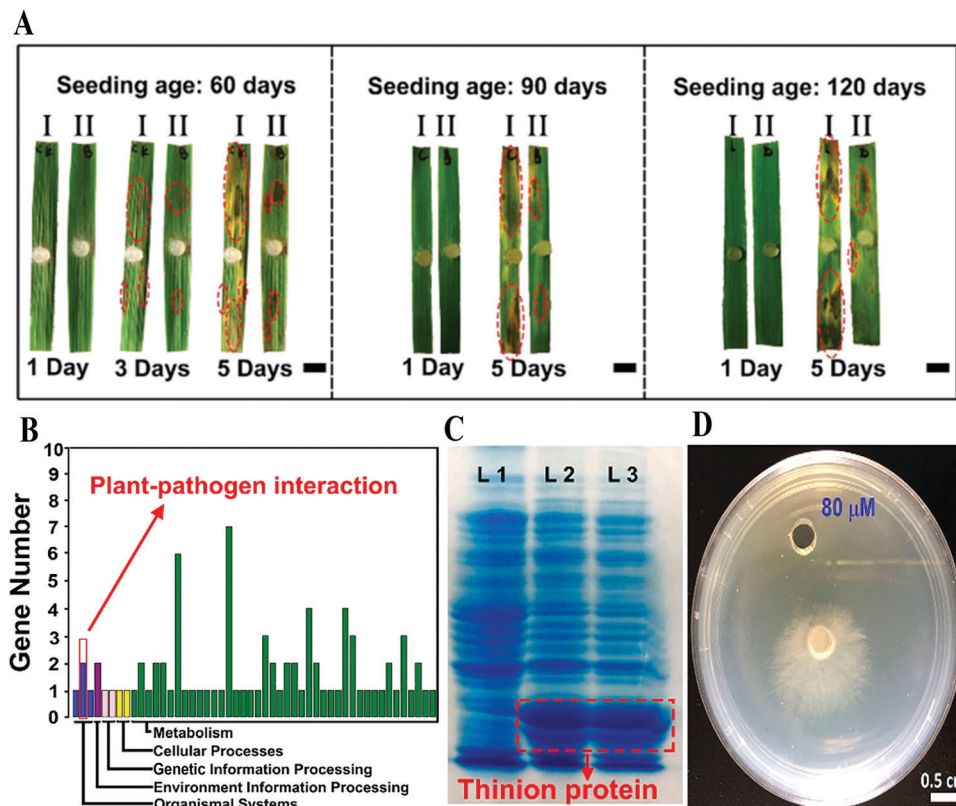 A
Seeding age: 60 days
Seeding age: 90 days
Seeding age: 120 days
I II I II I II
I II I II
I II I II
1 Day 3 Days 5 Days
1 Day 5 Days
1 Day 5 Days
B
Plant-pathogen interaction
Gene Number
10
9
8
7
6
5
4
3
2
1
0
Metabolism
Cellular Processes
Genetic Information Processing
Environment Information Processing
Organismal Systems
C
L 1 L 2 L 3
Thinion protein
D
80 µM
0.5 cm